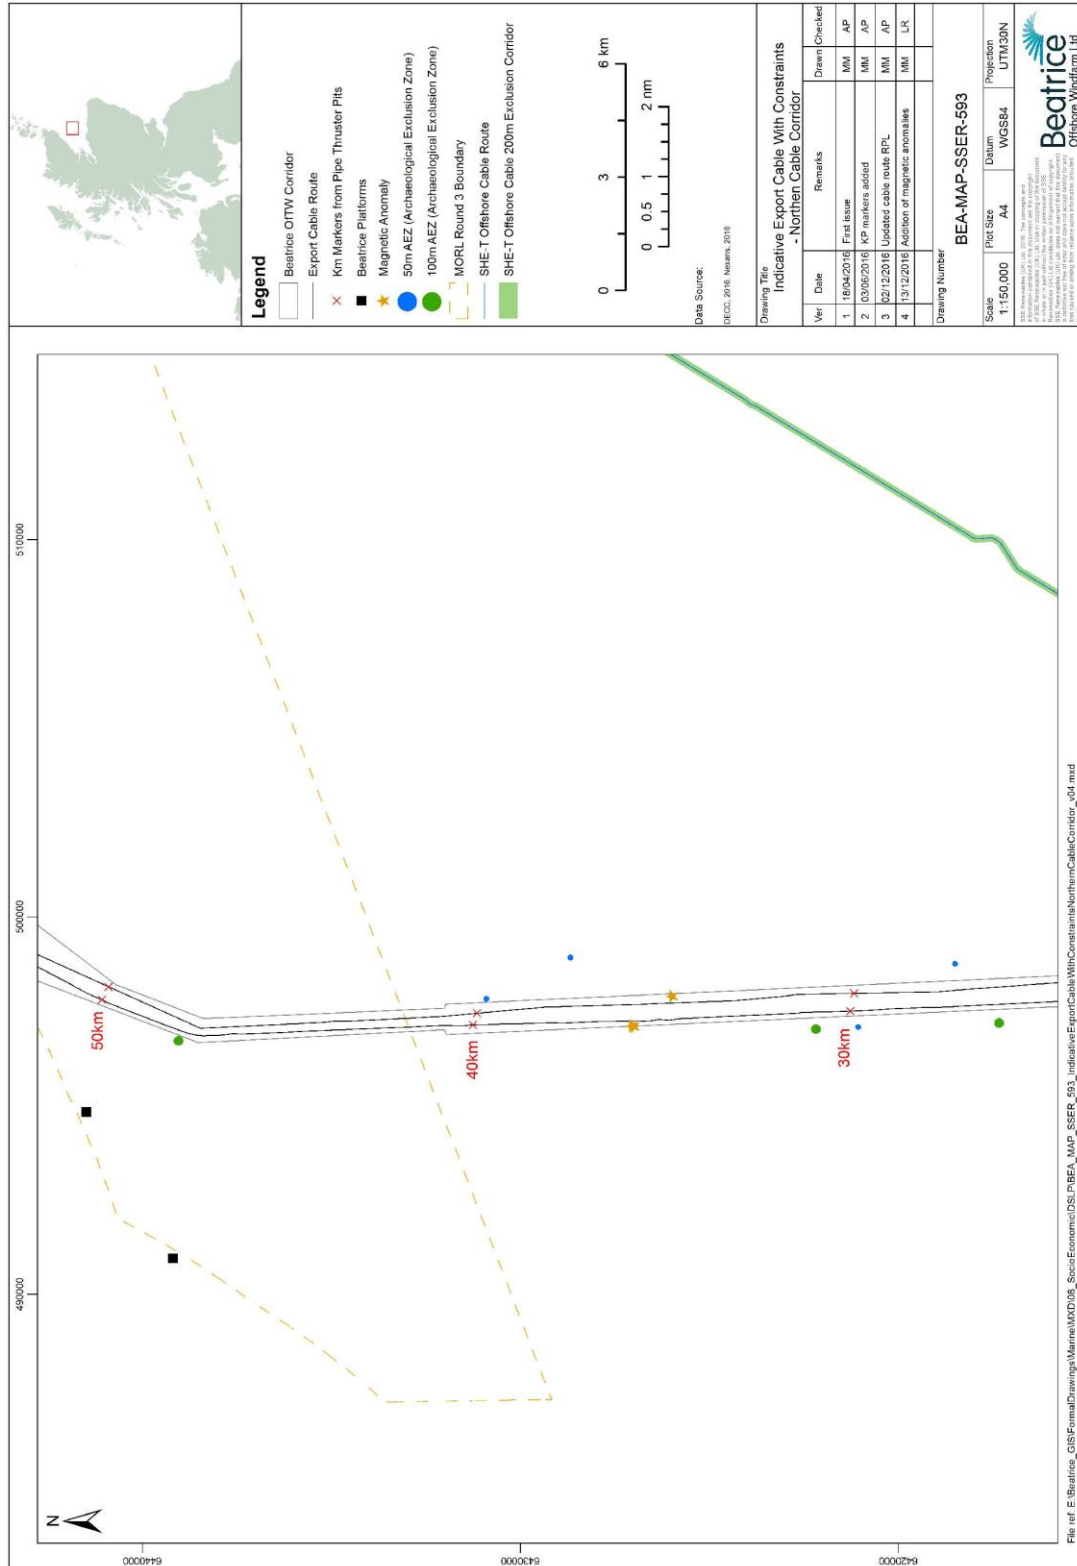 N
490000
500000
510000
6440000
6430000
6420000
50km
40km
30km
Legend
Beatrice OfTW Corridor
Export Cable Route
Km Markers from Pipe Thruster Pits
Beatrice Platforms
Magnetic Anomaly
50m AEZ (Archaeological Exclusion Zone)
100m AEZ (Archaeological Exclusion Zone)
MORL Round 3 Boundary
SHE-T Offshore Cable Route
SHE-T Offshore Cable 200m Exclusion Corridor
0 3 6 km
0 0.5 1 2 nm
Data Source:
DECC, 2016, Nexans, 2016
Drawing Title
Indicative Export Cable With Constraints
- Northen Cable Corridor
Ver Date Remarks Drawn Checked
1 18/04/2016 First issue MM AP
2 03/06/2016 KP markers added MM AP
3 02/12/2016 Updated cable route RPL MM AP
4 13/12/2016 Addition of magnetic anomalies MM LR
Drawing Number
BEA-MAP-SSER-593
Scale Plot Size Datum Projection
1:150,000 A4 WGS84 UTM30N
Beatrice
Offshore Windfarm Ltd
File ref: E:\Beatrice_GIS\FormalDrawings\Marine\MXD\08_SocioEconomic\DSLP\BEA_MAP_SSER_593_IndicativeExportCableWithConstraintsNorthernCableCorridor_v04.mxd